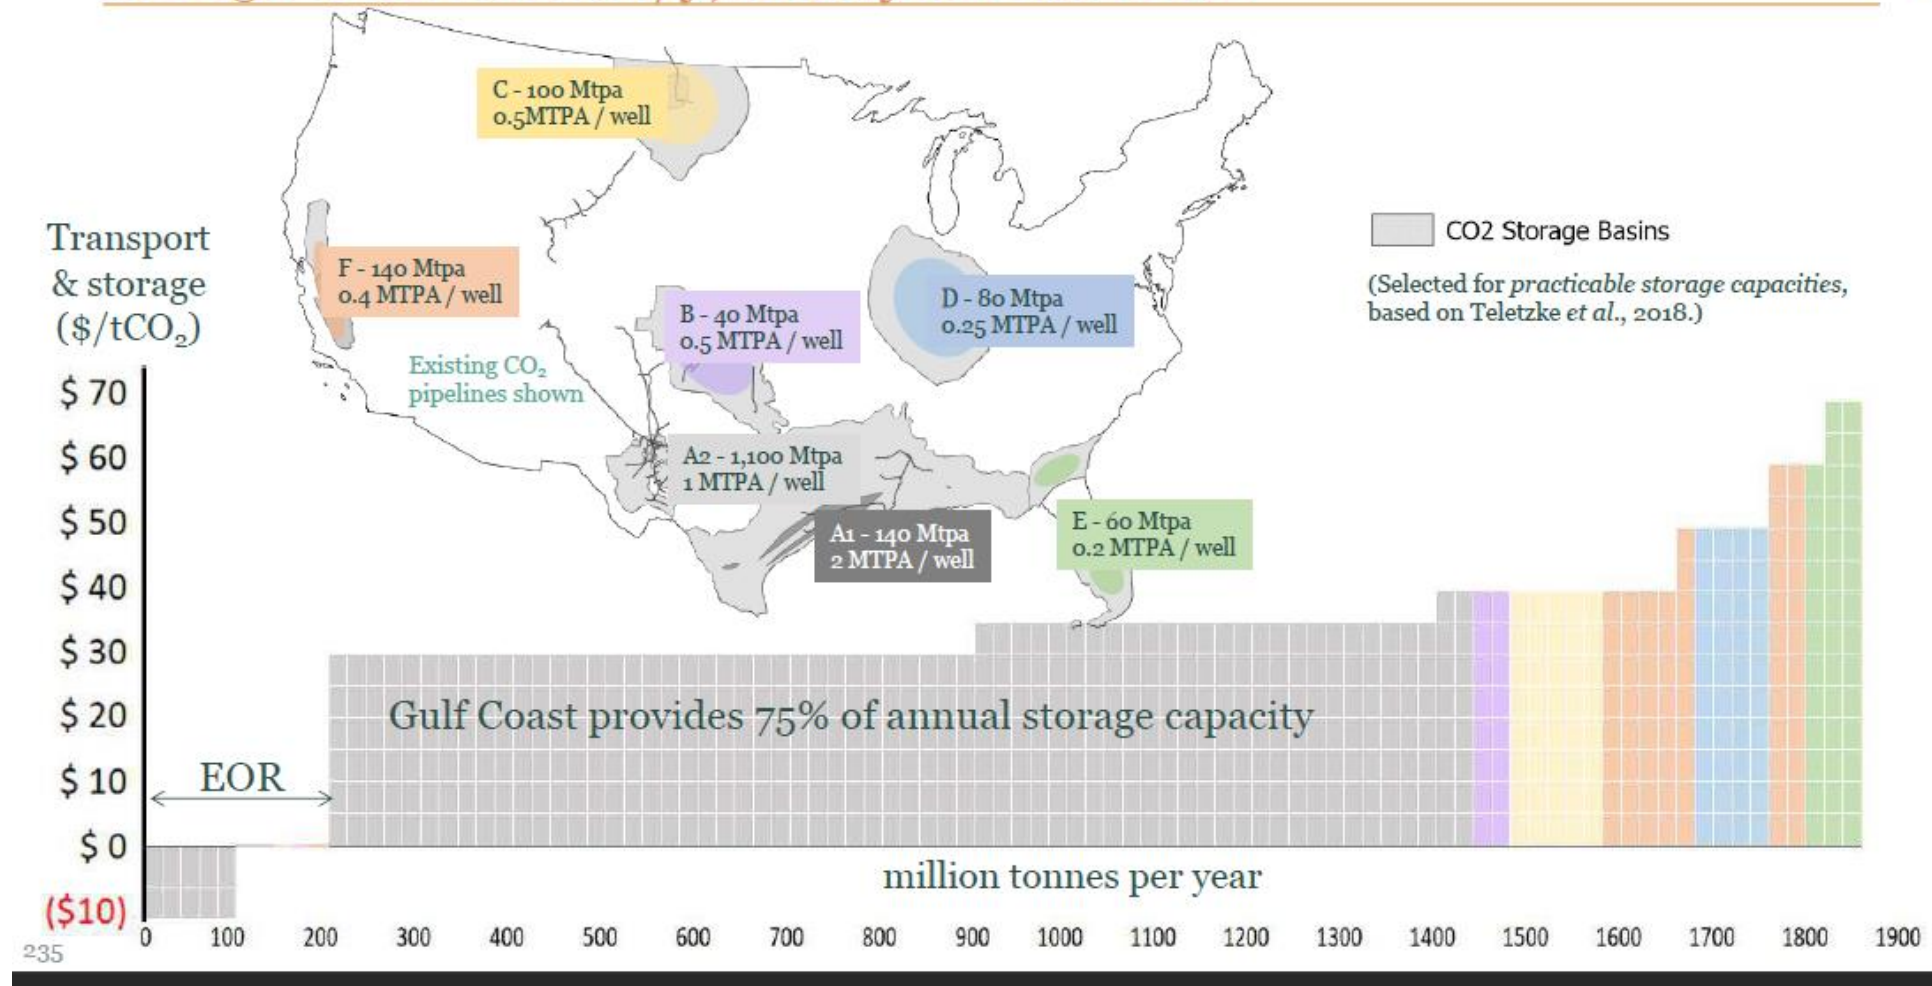 C - 100 Mtpa
0.5MTPA / well
Transport
& storage
($/tCO₂)
F - 140 Mtpa
0.4 MTPA / well
B - 40 Mtpa
0.5 MTPA / well
D - 80 Mtpa
0.25 MTPA / well
CO2 Storage Basins
(Selected for practicable storage capacities,
based on Teletzke et al., 2018.)
Existing CO₂
pipelines shown
A2 - 1,100 Mtpa
1 MTPA / well
A1 - 140 Mtpa
2 MTPA / well
E - 60 Mtpa
0.2 MTPA / well
$ 70
$ 60
$ 50
$ 40
$ 30
$ 20
$ 10
$ 0
($10)
Gulf Coast provides 75% of annual storage capacity
EOR
million tonnes per year
0 100 200 300 400 500 600 700 800 900 1000 1100 1200 1300 1400 1500 1600 1700 1800 1900
235